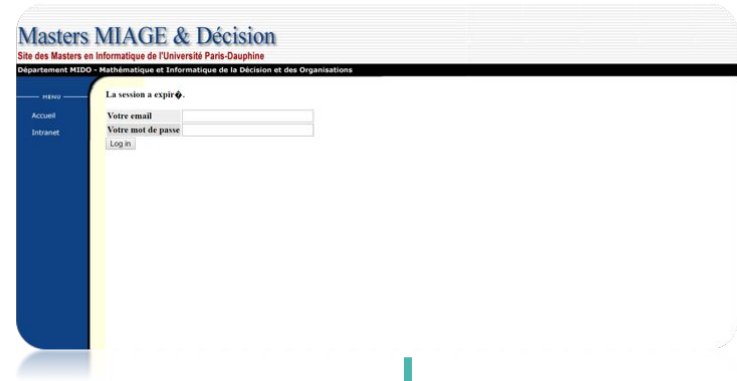 Masters MIAGE & Décision
Site des Masters en Informatique de l'Université Paris-Dauphine
Département MIDO - Mathématique et Informatique de la Décision et des Organisations
MENU
Accueil
Intranet
La session a expir�.
Votre email
Votre mot de passe
Log in